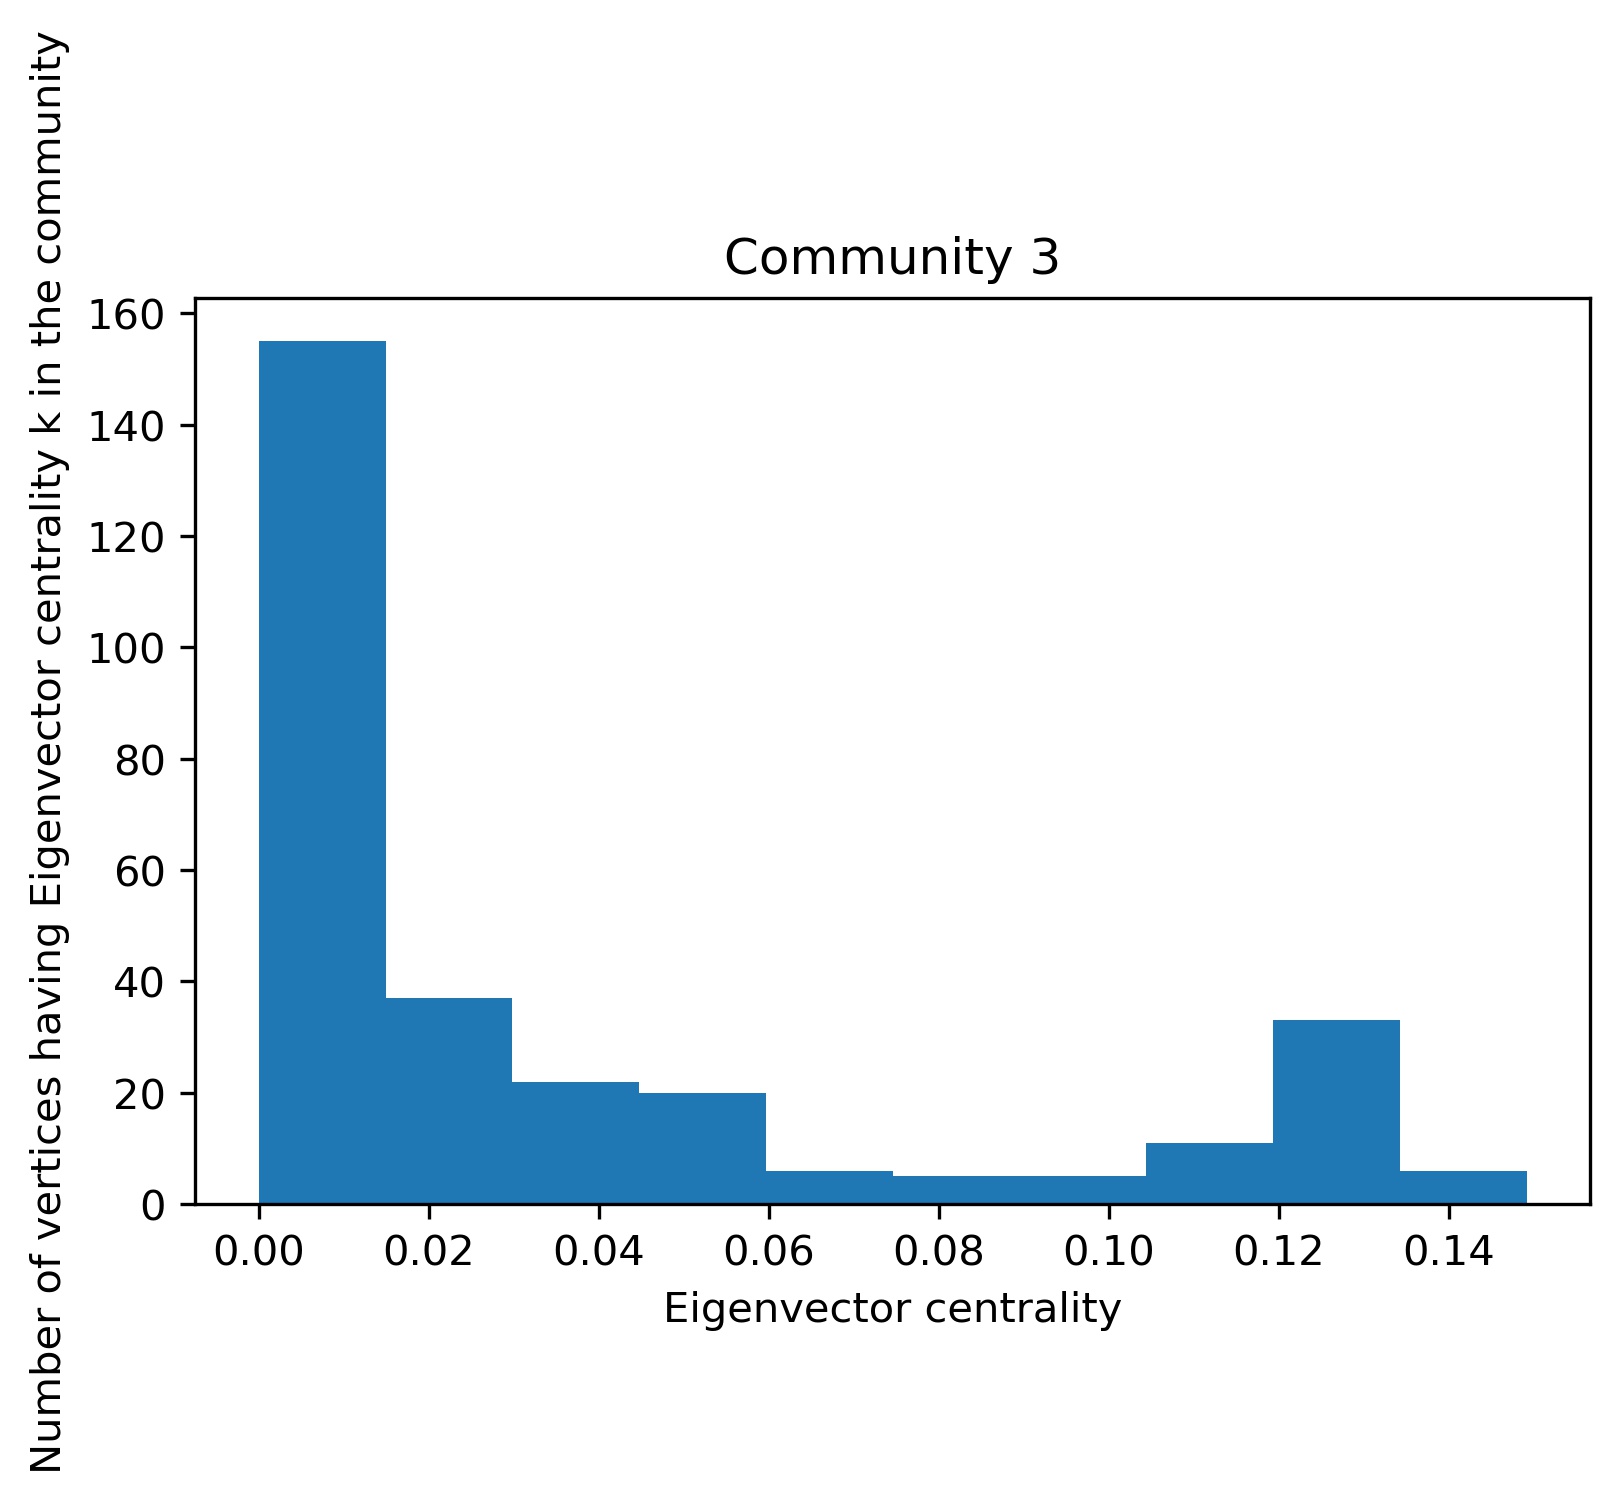 Community 3
Number of vertices having Eigenvector centrality k in the community
160
140
120
100
80
60
40
20
0
0.00 0.02 0.04 0.06 0.08 0.10 0.12 0.14
Eigenvector centrality